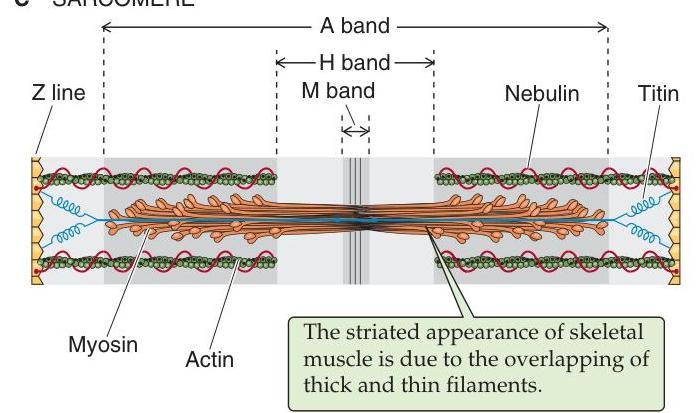 C SARCOMERE
A band
H band
Z line
M band
Nebulin
Titin
Myosin
Actin
The striated appearance of skeletal
muscle is due to the overlapping of
thick and thin filaments.